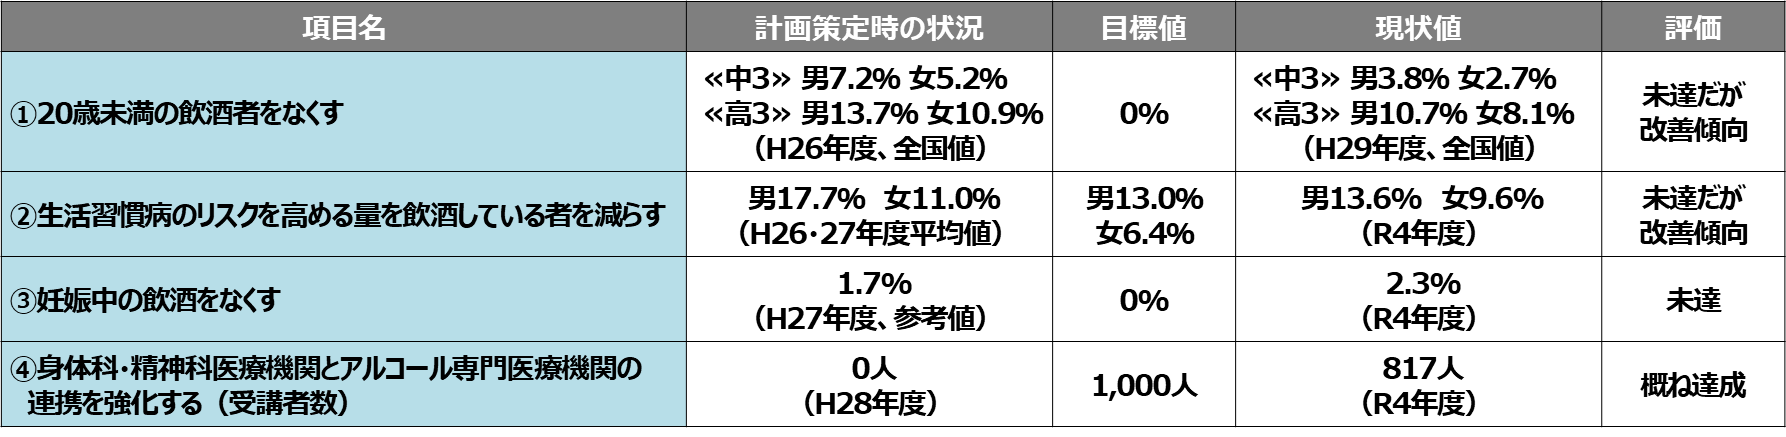 項目名 計画策定時の状況 目標値 現状値 評価
①20歳未満の飲酒者をなくす
≪中3≫ 男7.2% 女5.2%
≪高3≫ 男13.7% 女10.9%
（H26年度、全国値）
0%
≪中3≫ 男3.8% 女2.7%
≪高3≫ 男10.7% 女8.1%
（H29年度、全国値）
未達だが
改善傾向
②生活習慣病のリスクを高める量を飲酒している者を減らす
男17.7%　女11.0%
（H26・27年度平均値）
男13.0%
女6.4%
男13.6%　女9.6%
（R4年度）
未達だが
改善傾向
③妊娠中の飲酒をなくす
1.7%
（H27年度、参考値）
0%
2.3%
（R4年度）
未達
④身体科・精神科医療機関とアルコール専門医療機関の
連携を強化する（受講者数）
0人
（H28年度）
1,000人
817人
（R4年度）
概ね達成